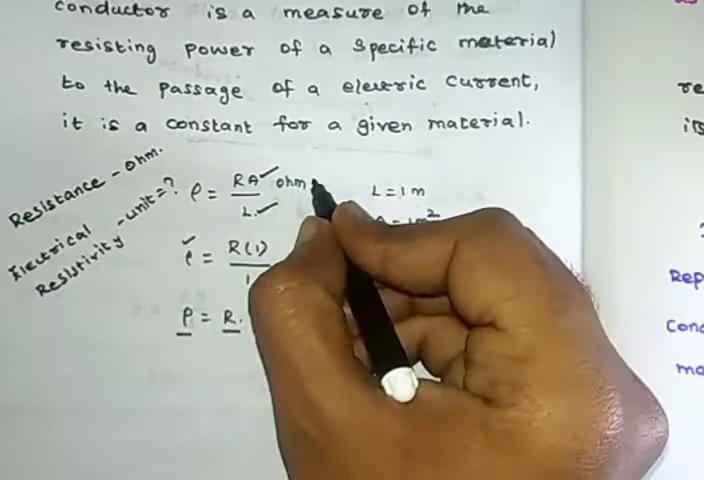 conductor is a measure of the
resisting power of a specific material
to the passage of a electric current,
it is a constant for a given material.
Resistance - Ohm.
Electrical
Resistivity - unit=?
ρ = RA/L ohm
L = 1 m
A = 1m²
ρ = R(1)/1
ρ = R.
re
Rep
Cond
ma